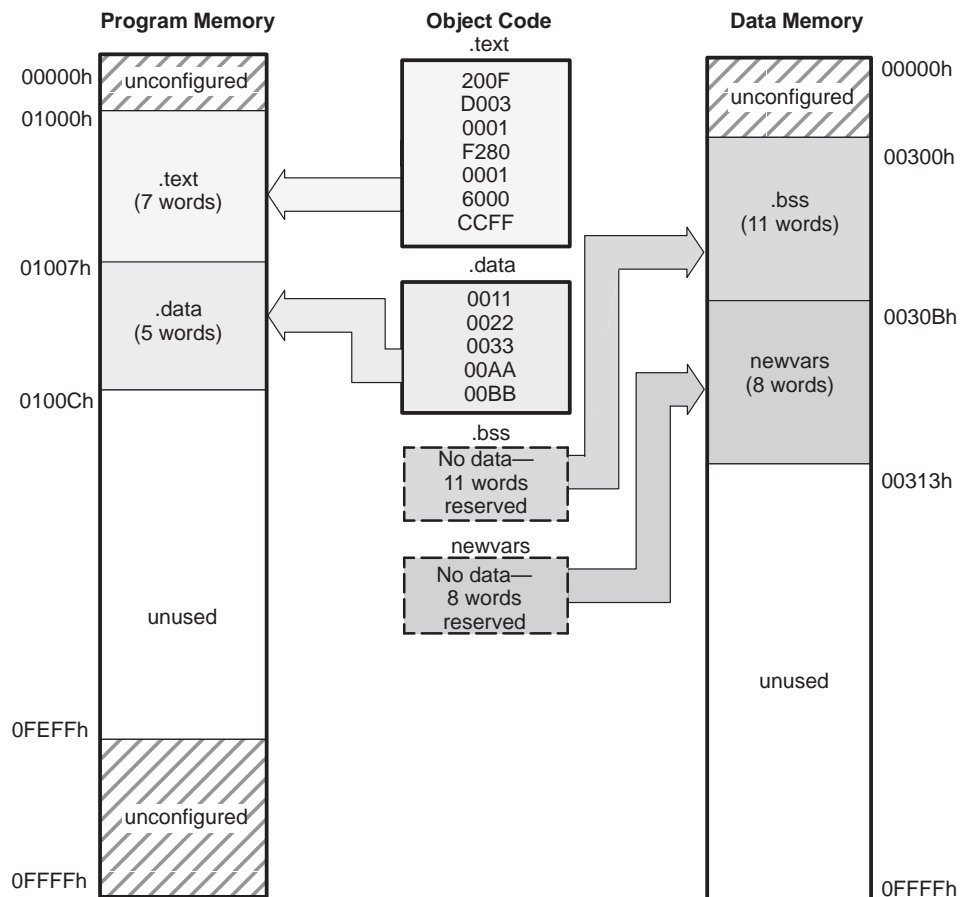 Program Memory
Object Code
Data Memory
.text
00000h
unconfigured
01000h
.text
(7 words)
01007h
.data
(5 words)
0100Ch
unused
0FEFFh
unconfigured
0FFFFh
200F
D003
0001
F280
0001
6000
CCFF
.data
0011
0022
0033
00AA
00BB
.bss
No data—
11 words
reserved
newvars
No data—
8 words
reserved
00000h
unconfigured
00300h
.bss
(11 words)
0030Bh
newvars
(8 words)
00313h
unused
0FFFFh